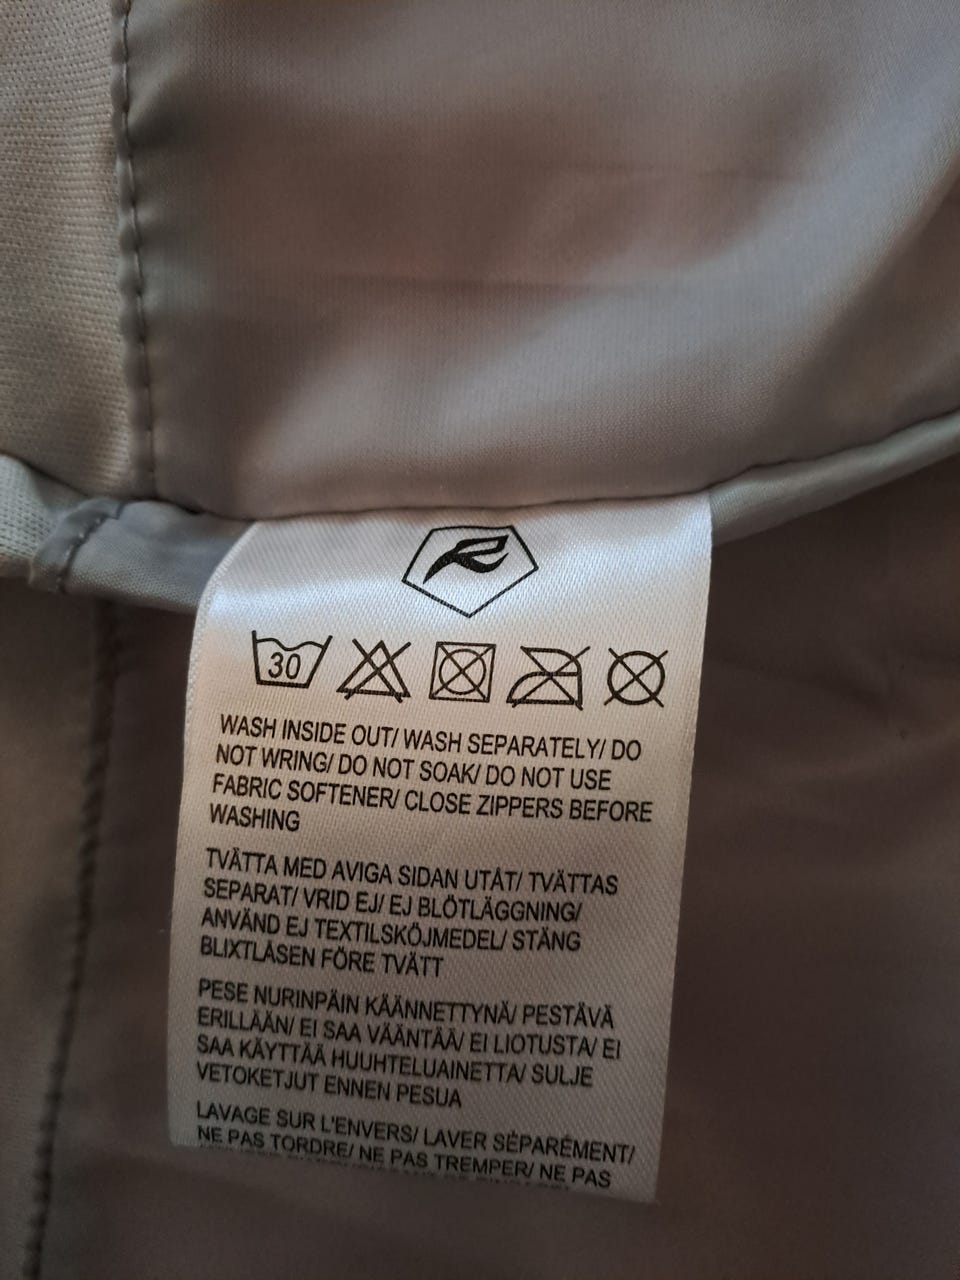 30
WASH INSIDE OUT/ WASH SEPARATELY/ DO
NOT WRING/ DO NOT SOAK/ DO NOT USE
FABRIC SOFTENER/ CLOSE ZIPPERS BEFORE
WASHING
TVÄTTA MED AVIGA SIDAN UTÅT/ TVÄTTAS
SEPARAT/ VRID EJ/ EJ BLÖTLÄGGNING/
ANVÄND EJ TEXTILSKÖJMEDEL/ STÄNG
BLIXTLÅSEN FÖRE TVÄTT
PESE NURINPÄIN KÄÄNNETTYNÄ/ PESTÄVÄ
ERILLÄÄN/ EI SAA VÄÄNTÄÄ/ EI LIOTUSTA/ EI
SAA KÄYTTÄÄ HUUHTELUAINETTA/ SULJE
VETOKETJUT ENNEN PESUA
LAVAGE SUR L'ENVERS/ LAVER SÉPARÉMENT/
NE PAS TORDRE/ NE PAS TREMPER/ NE PAS